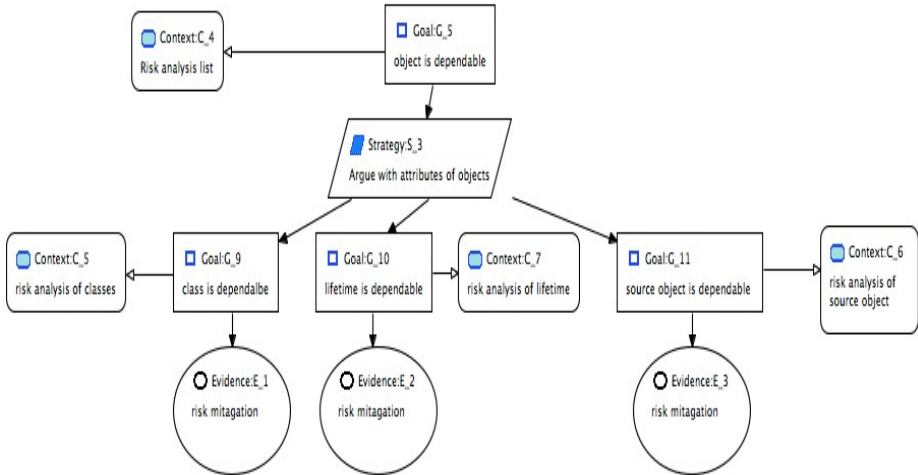 Context:C_4
Risk analysis list
Goal:G_5
object is dependable
Strategy:S_3
Argue with attributes of objects
Context:C_5
risk analysis of classes
Goal:G_9
class is dependalbe
Goal:G_10
lifetime is dependable
Context:C_7
risk analysis of lifetime
Goal:G_11
source object is dependable
Context:C_6
risk analysis of
source object
Evidence:E_1
risk mitagation
Evidence:E_2
risk mitagation
Evidence:E_3
risk mitagation